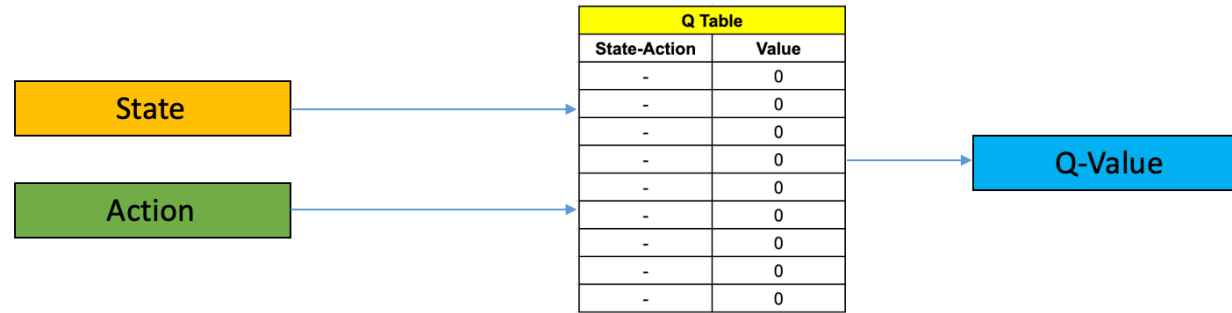 Q Table
State-Action Value
- 0
- 0
- 0
- 0
- 0
- 0
- 0
- 0
- 0
State
Action
Q-Value